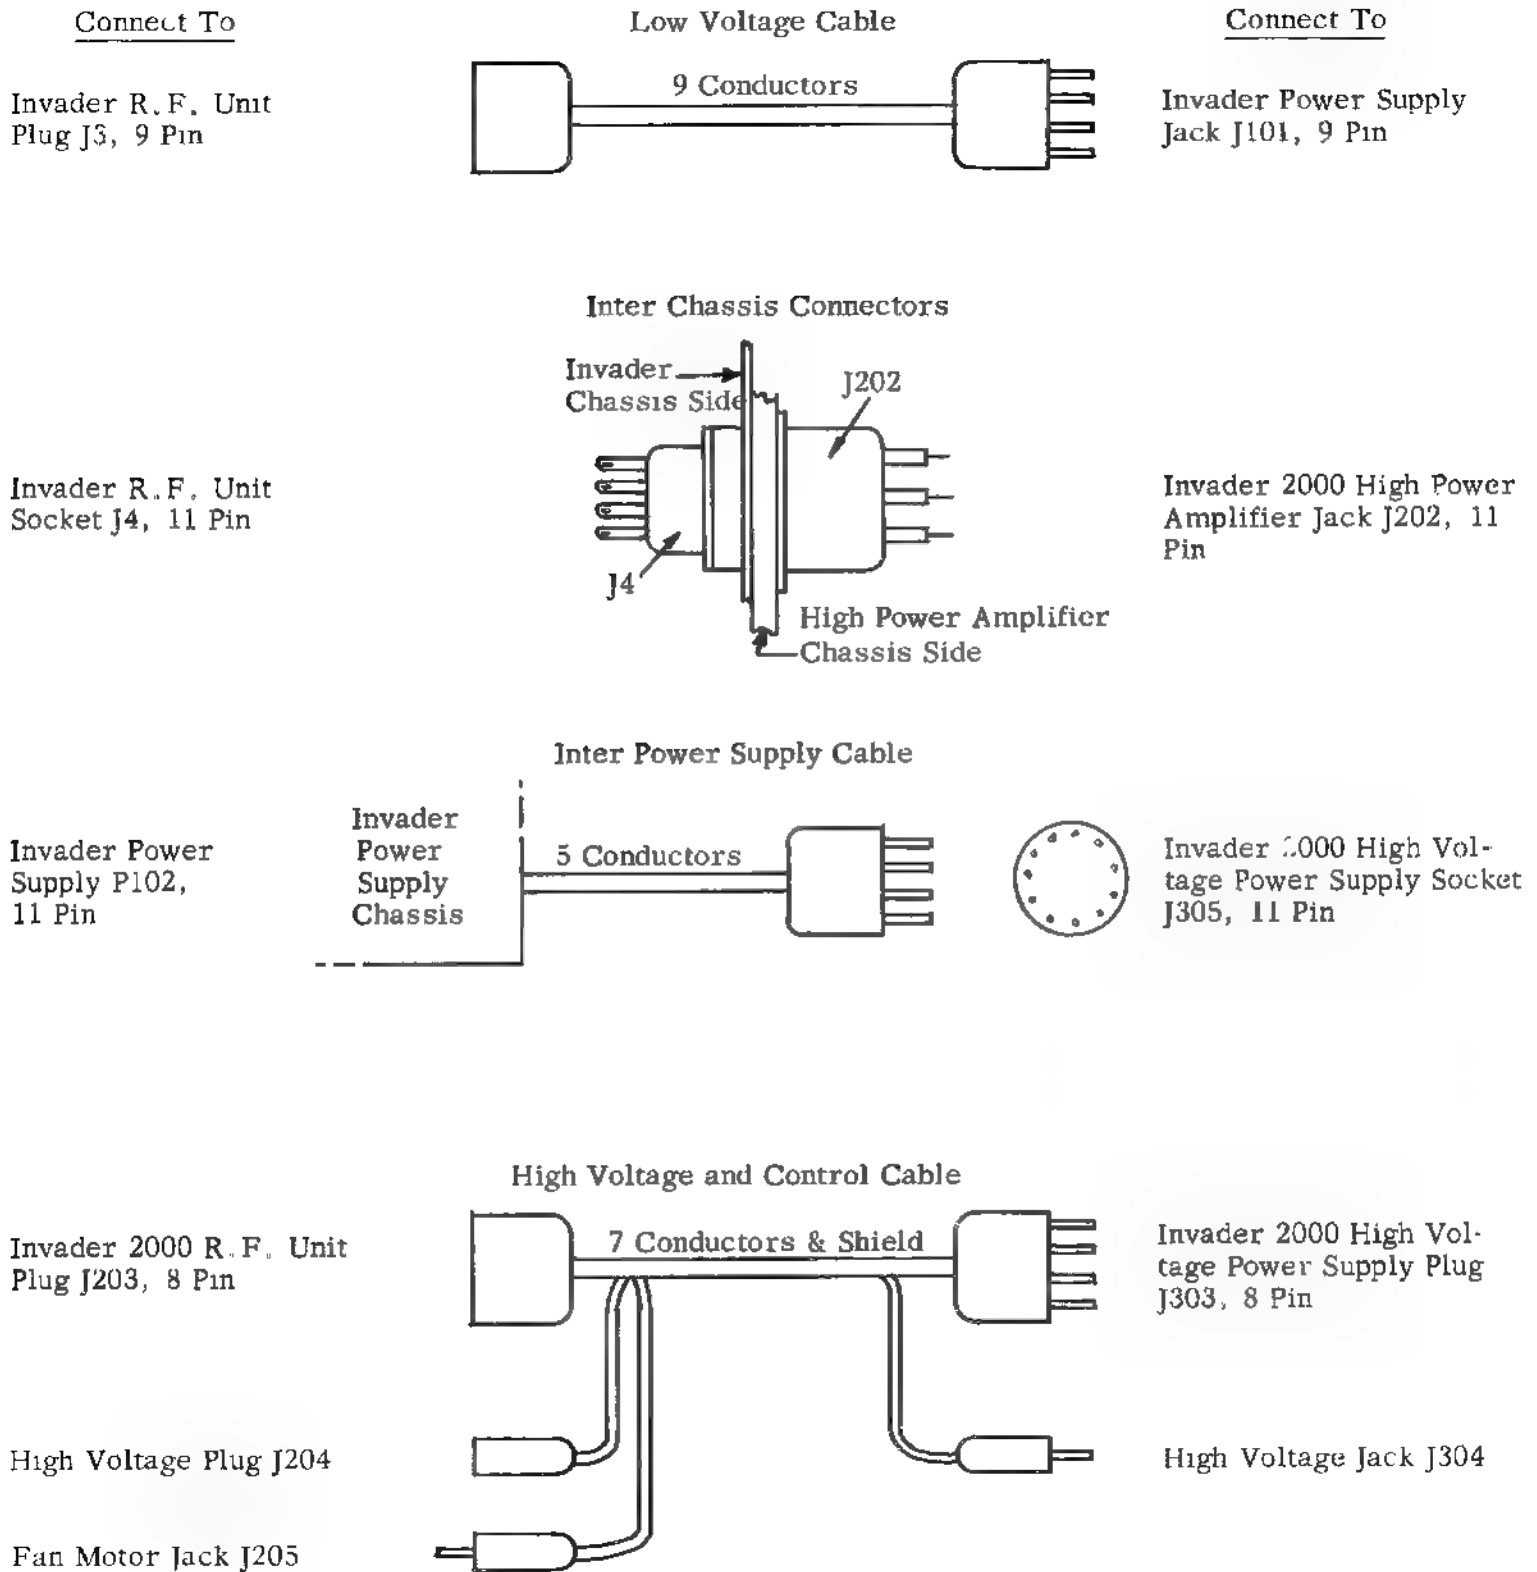 Connect To
Low Voltage Cable
Connect To
Invader R.F. Unit
Plug J3, 9 Pin
9 Conductors
Invader Power Supply
Jack J101, 9 Pin
Inter Chassis Connectors
Invader
Chassis Side
J202
Invader R.F. Unit
Socket J4, 11 Pin
Invader 2000 High Power
Amplifier Jack J202, 11
Pin
J4
High Power Amplifier
Chassis Side
Inter Power Supply Cable
Invader Power
Supply P102,
11 Pin
Invader
Power
Supply
Chassis
5 Conductors
Invader 2000 High Vol-
tage Power Supply Socket
J305, 11 Pin
High Voltage and Control Cable
Invader 2000 R.F. Unit
Plug J203, 8 Pin
7 Conductors & Shield
Invader 2000 High Vol-
tage Power Supply Plug
J303, 8 Pin
High Voltage Plug J204
High Voltage Jack J304
Fan Motor Jack J205